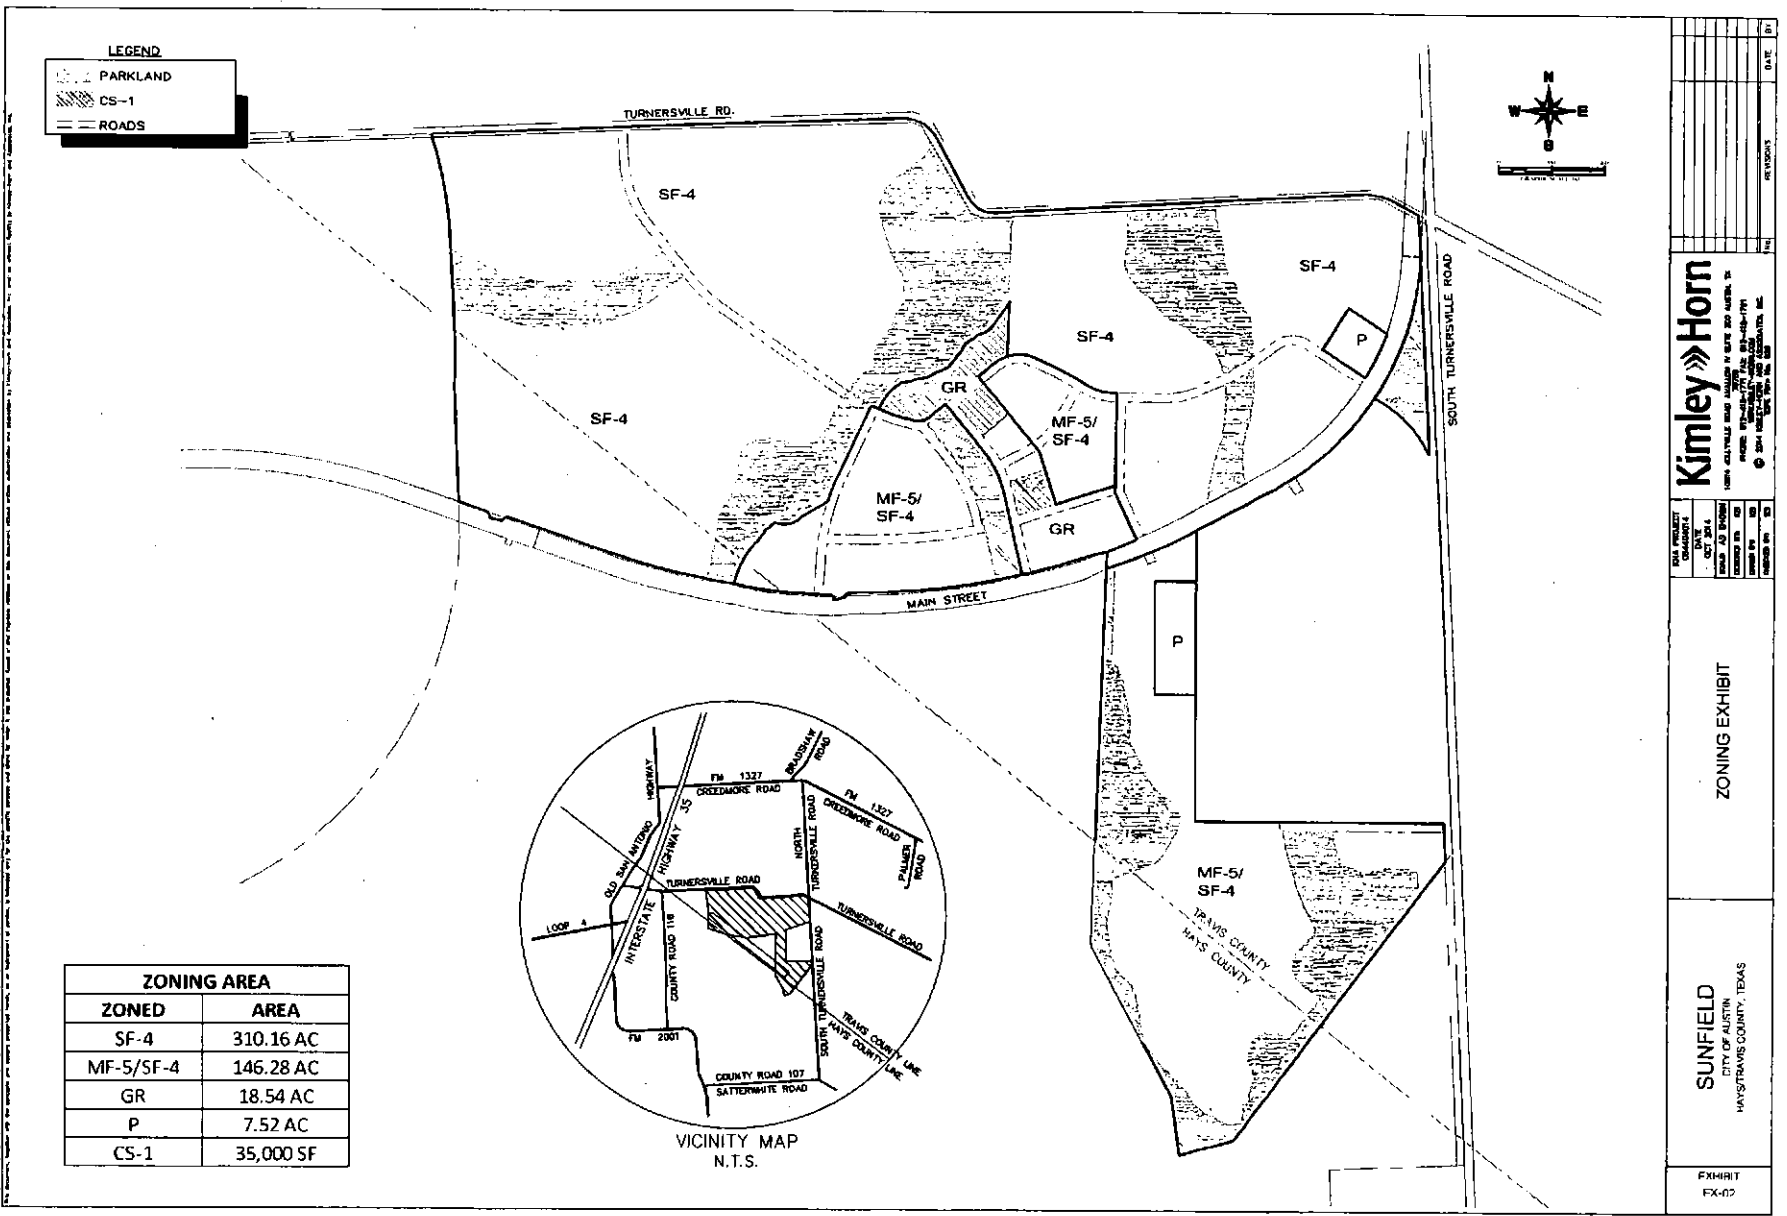 LEGEND
PARKLAND
CS-1
ROADS
TURNERSVILLE RD.
N
W E
SF-4
SF-4
SF-4
SF-4
P
GR
MF-5/
SF-4
MF-5/
SF-4
GR
MAIN STREET
SOUTH TURNERSVILLE ROAD
P
MF-5/
SF-4
TRAVIS COUNTY
HAYS COUNTY
HIGHWAY
OLD SAN ANTONIO
INTERSTATE HIGHWAY 35
FM 1327
CREEDMORE ROAD
BRADSHAW
ROAD
FM 1327
CREEDMORE ROAD
PALMER
ROAD
NORTH
TURNERSVILLE ROAD
TURNERSVILLE ROAD
TURNERSVILLE ROAD
LOOP 4
COUNTY ROAD 118
SOUTH TURNERSVILLE ROAD
FM 2001
TRAVIS COUNTY LINE
HAYS COUNTY LINE
COUNTY ROAD 107
SATTERWHITE ROAD
VICINITY MAP
N.T.S.
ZONING AREA
ZONED AREA
SF-4 310.16 AC
MF-5/SF-4 146.28 AC
GR 18.54 AC
P 7.52 AC
CS-1 35,000 SF
No.
REVISIONS
DATE
BY
Kimley»Horn
DATE
OCT 2014
ZONING EXHIBIT
SUNFIELD
CITY OF AUSTIN
HAYS/TRAVIS COUNTY, TEXAS
EXHIBIT
EX-02